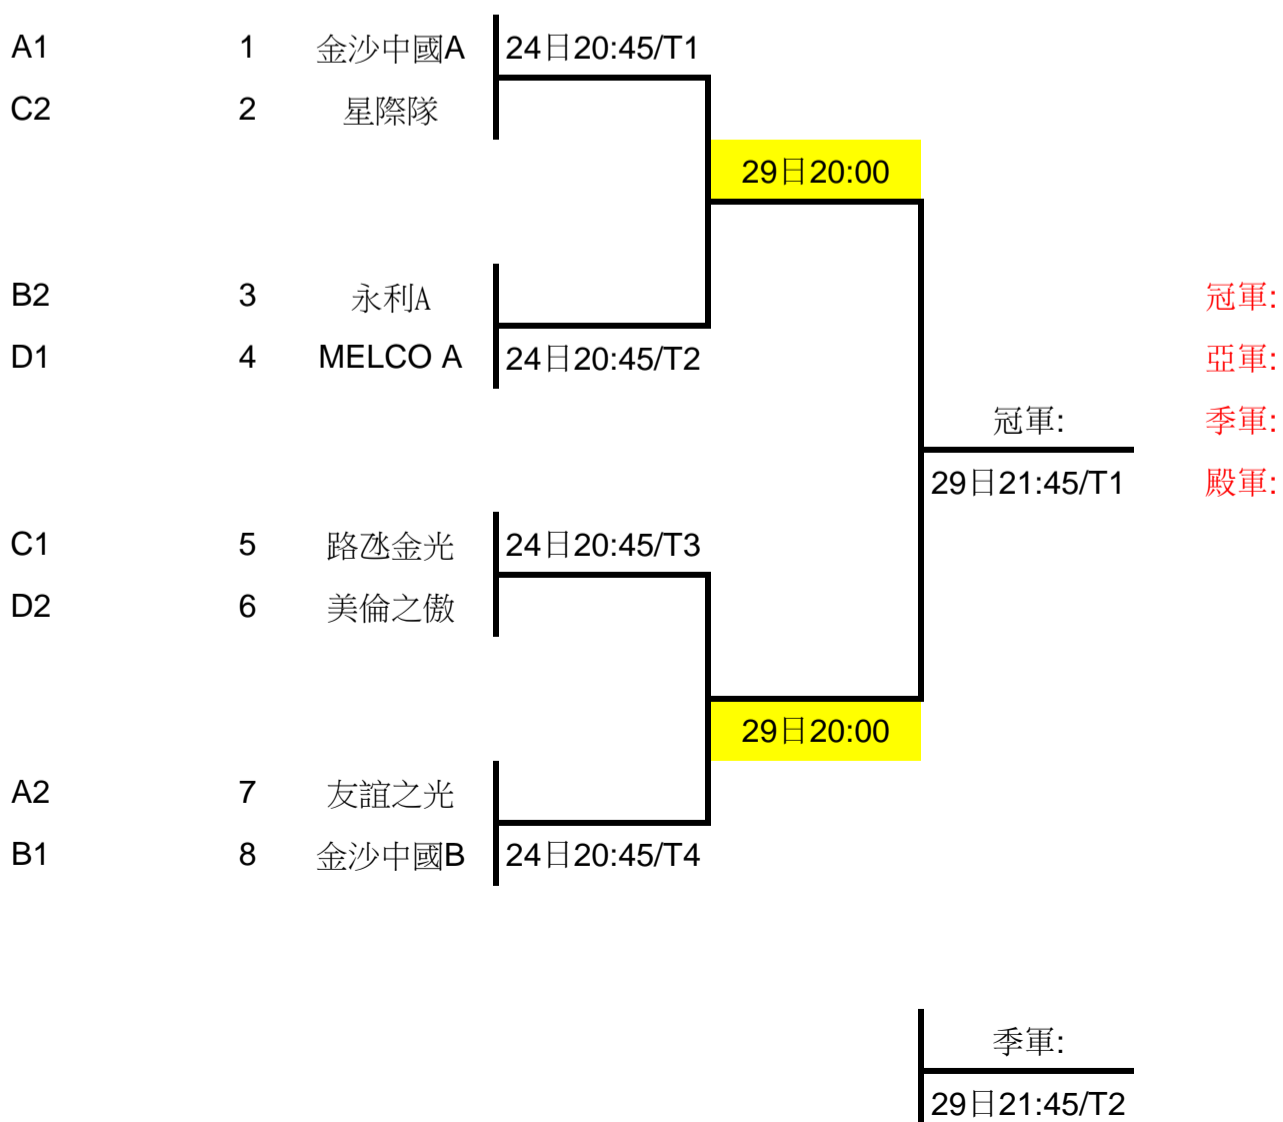 A1 1 金沙中國A 24日20:45/T1
C2 2 星際隊
29日20:00
B2 3 永利A 冠軍:
D1 4 MELCO A 24日20:45/T2 亞軍:
冠軍: 季軍:
29日21:45/T1 殿軍:
C1 5 路氹金光 24日20:45/T3
D2 6 美倫之傲
29日20:00
A2 7 友誼之光
B1 8 金沙中國B 24日20:45/T4
季軍:
29日21:45/T2